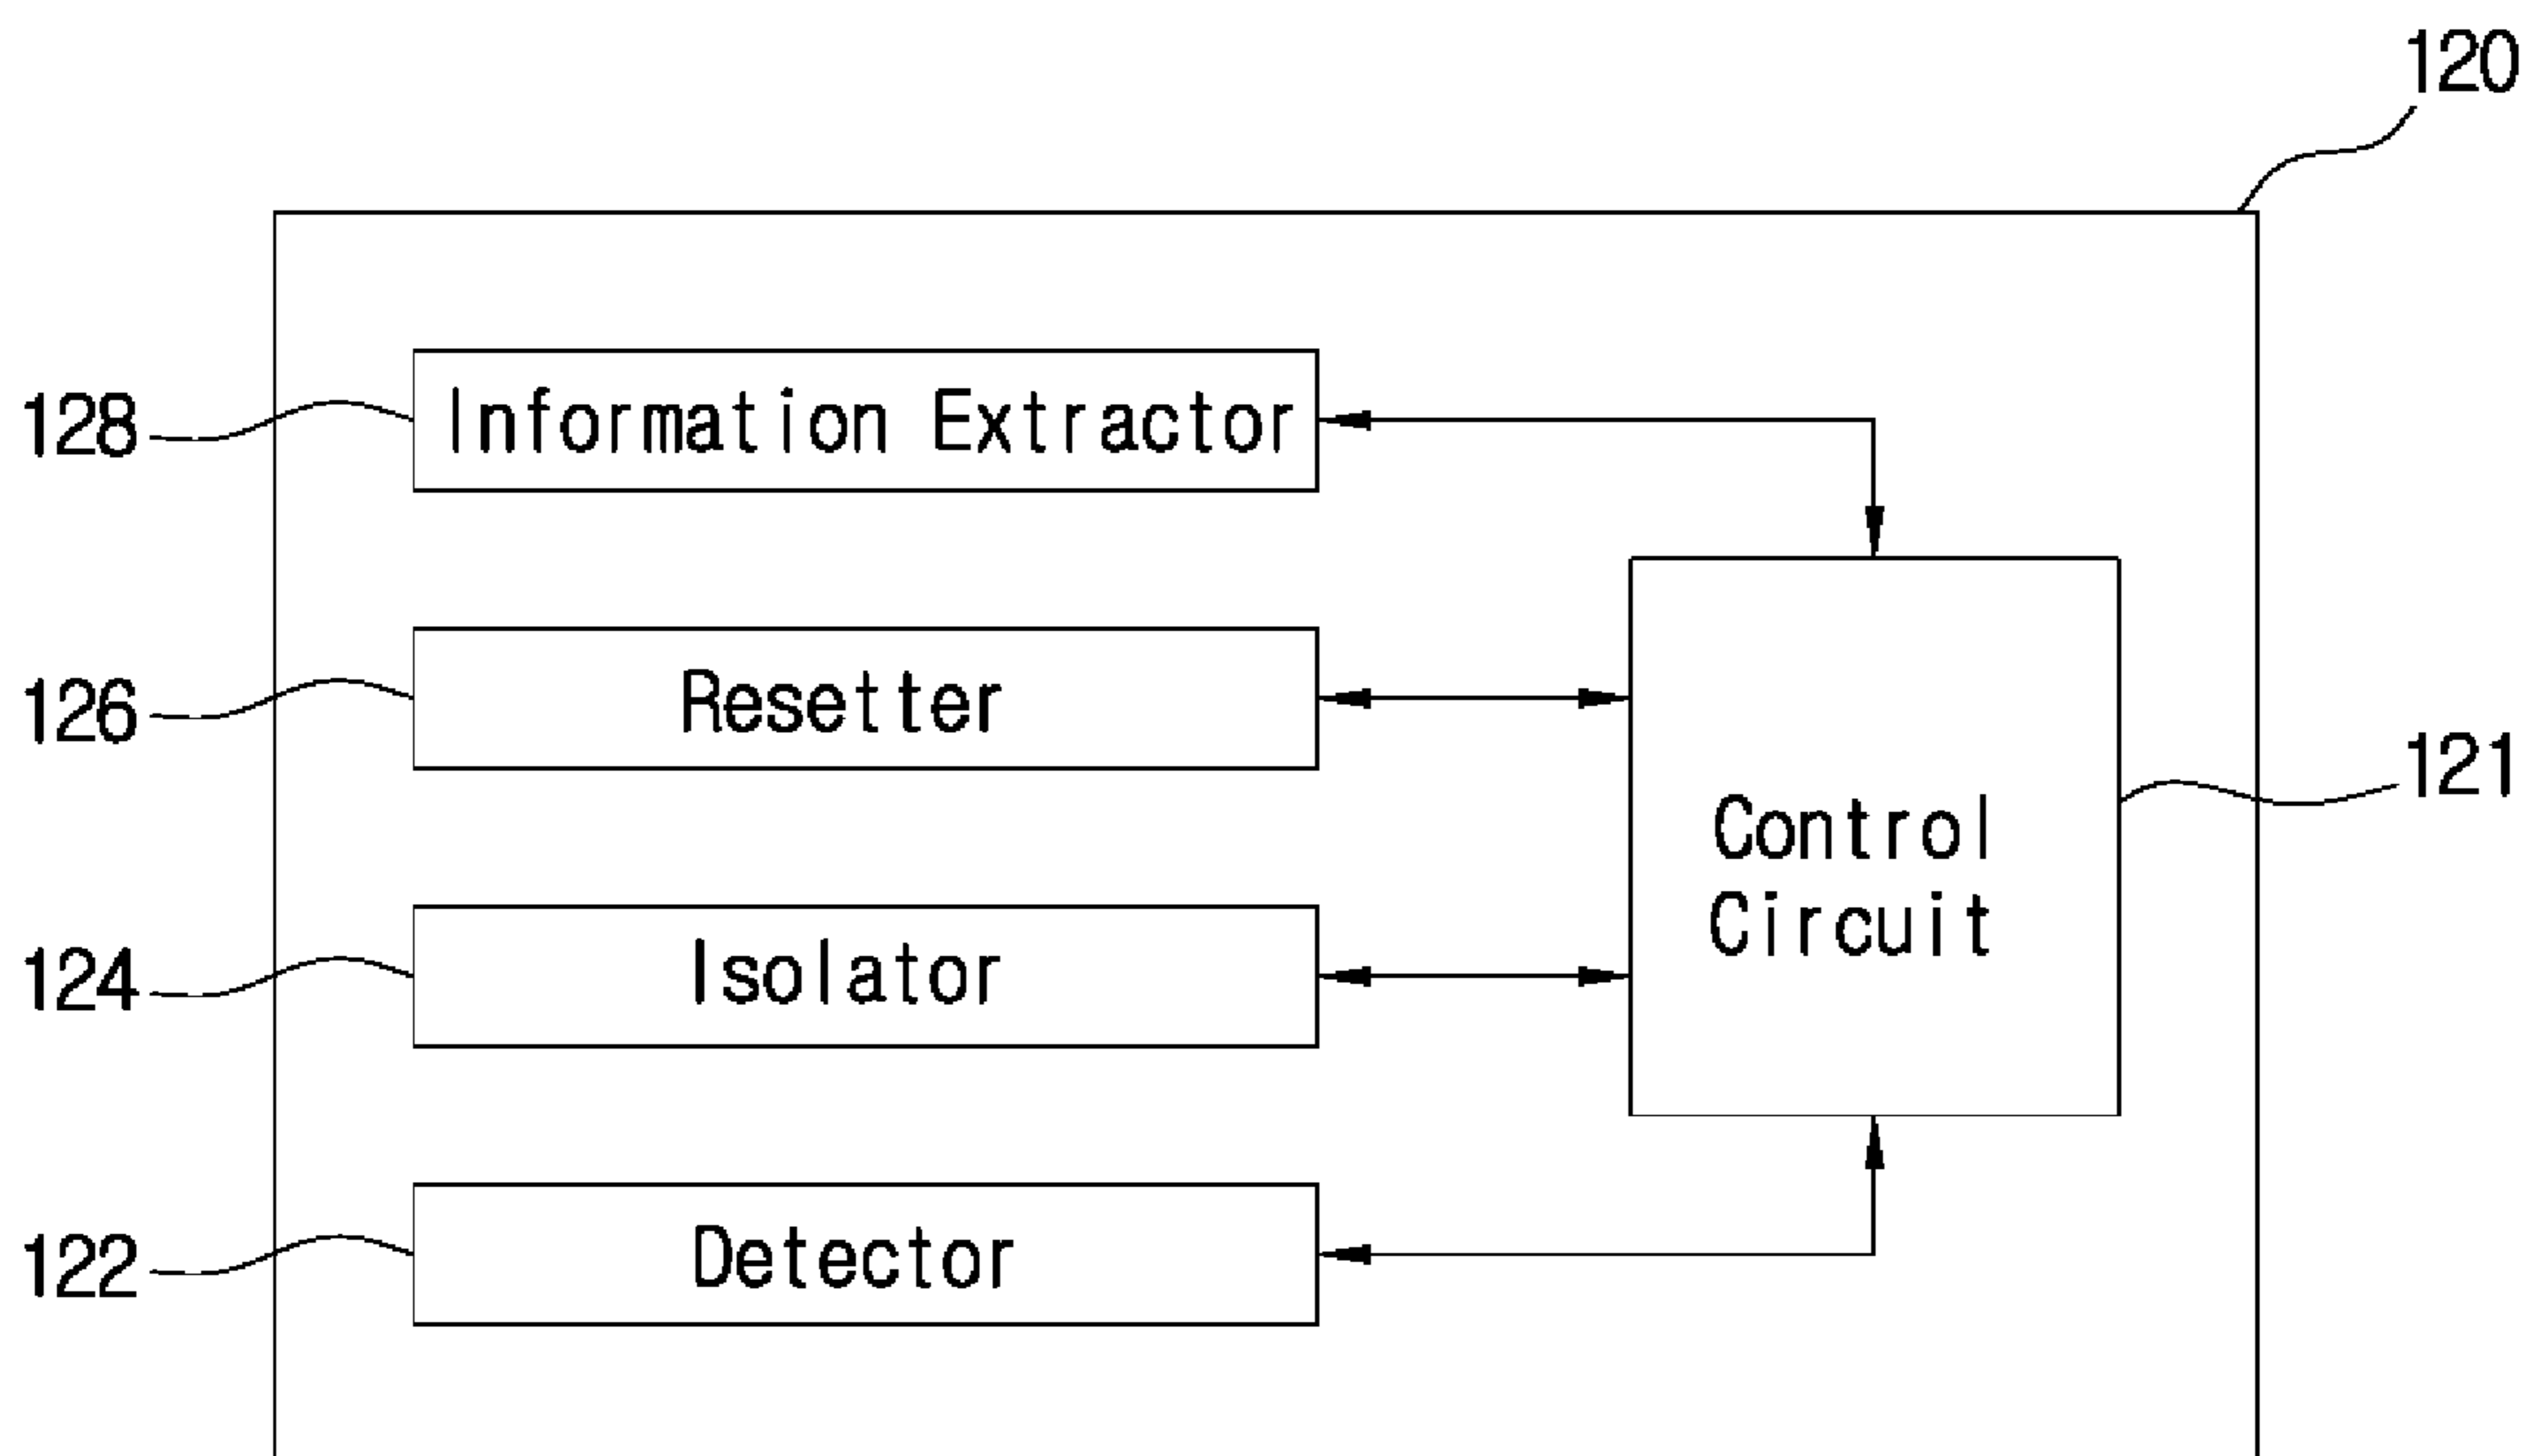 120
128
Information Extractor
126
Resetter
121
Control
Circuit
124
Isolator
122
Detector